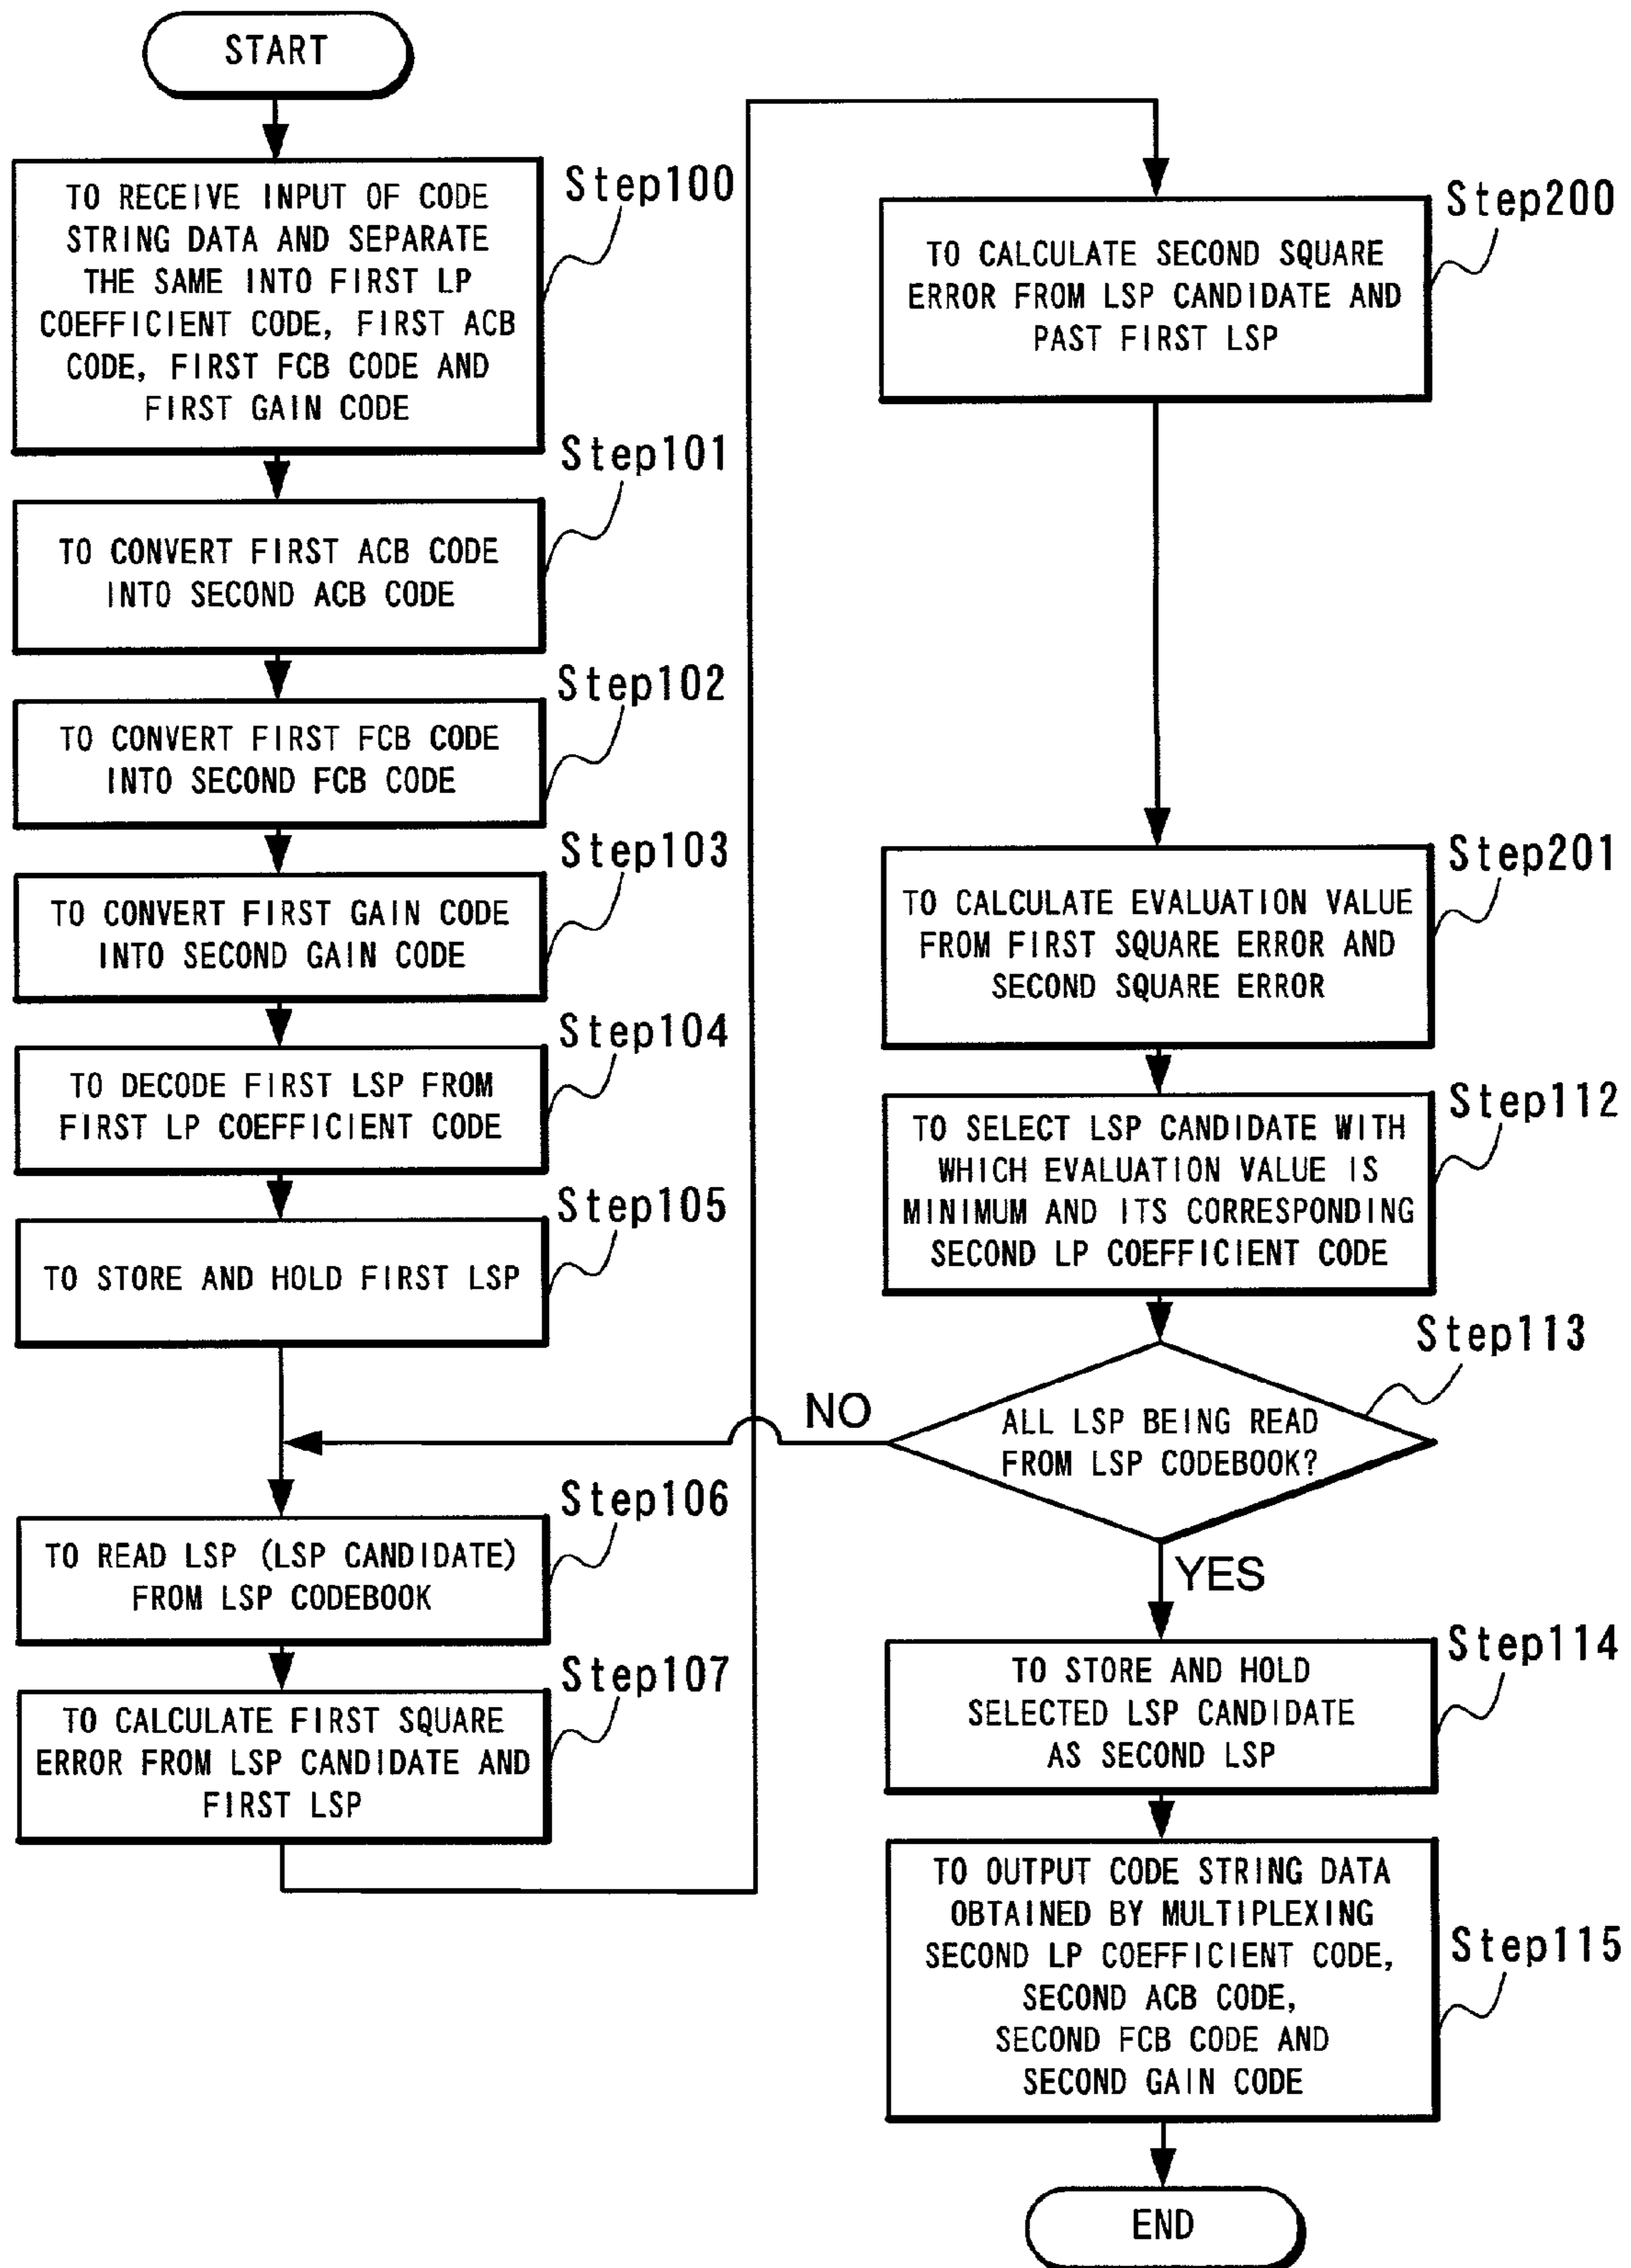 START
TO RECEIVE INPUT OF CODE
STRING DATA AND SEPARATE
THE SAME INTO FIRST LP
COEFFICIENT CODE, FIRST ACB
CODE, FIRST FCB CODE AND
FIRST GAIN CODE
Step100
Step101
TO CONVERT FIRST ACB CODE
INTO SECOND ACB CODE
Step102
TO CONVERT FIRST FCB CODE
INTO SECOND FCB CODE
Step103
TO CONVERT FIRST GAIN CODE
INTO SECOND GAIN CODE
Step104
TO DECODE FIRST LSP FROM
FIRST LP COEFFICIENT CODE
Step105
TO STORE AND HOLD FIRST LSP
Step106
TO READ LSP (LSP CANDIDATE)
FROM LSP CODEBOOK
Step107
TO CALCULATE FIRST SQUARE
ERROR FROM LSP CANDIDATE AND
FIRST LSP
Step200
TO CALCULATE SECOND SQUARE
ERROR FROM LSP CANDIDATE AND
PAST FIRST LSP
Step201
TO CALCULATE EVALUATION VALUE
FROM FIRST SQUARE ERROR AND
SECOND SQUARE ERROR
Step112
TO SELECT LSP CANDIDATE WITH
WHICH EVALUATION VALUE IS
MINIMUM AND ITS CORRESPONDING
SECOND LP COEFFICIENT CODE
Step113
NO
ALL LSP BEING READ
FROM LSP CODEBOOK?
YES
Step114
TO STORE AND HOLD
SELECTED LSP CANDIDATE
AS SECOND LSP
TO OUTPUT CODE STRING DATA
OBTAINED BY MULTIPLEXING
SECOND LP COEFFICIENT CODE,
SECOND ACB CODE,
SECOND FCB CODE AND
SECOND GAIN CODE
Step115
END